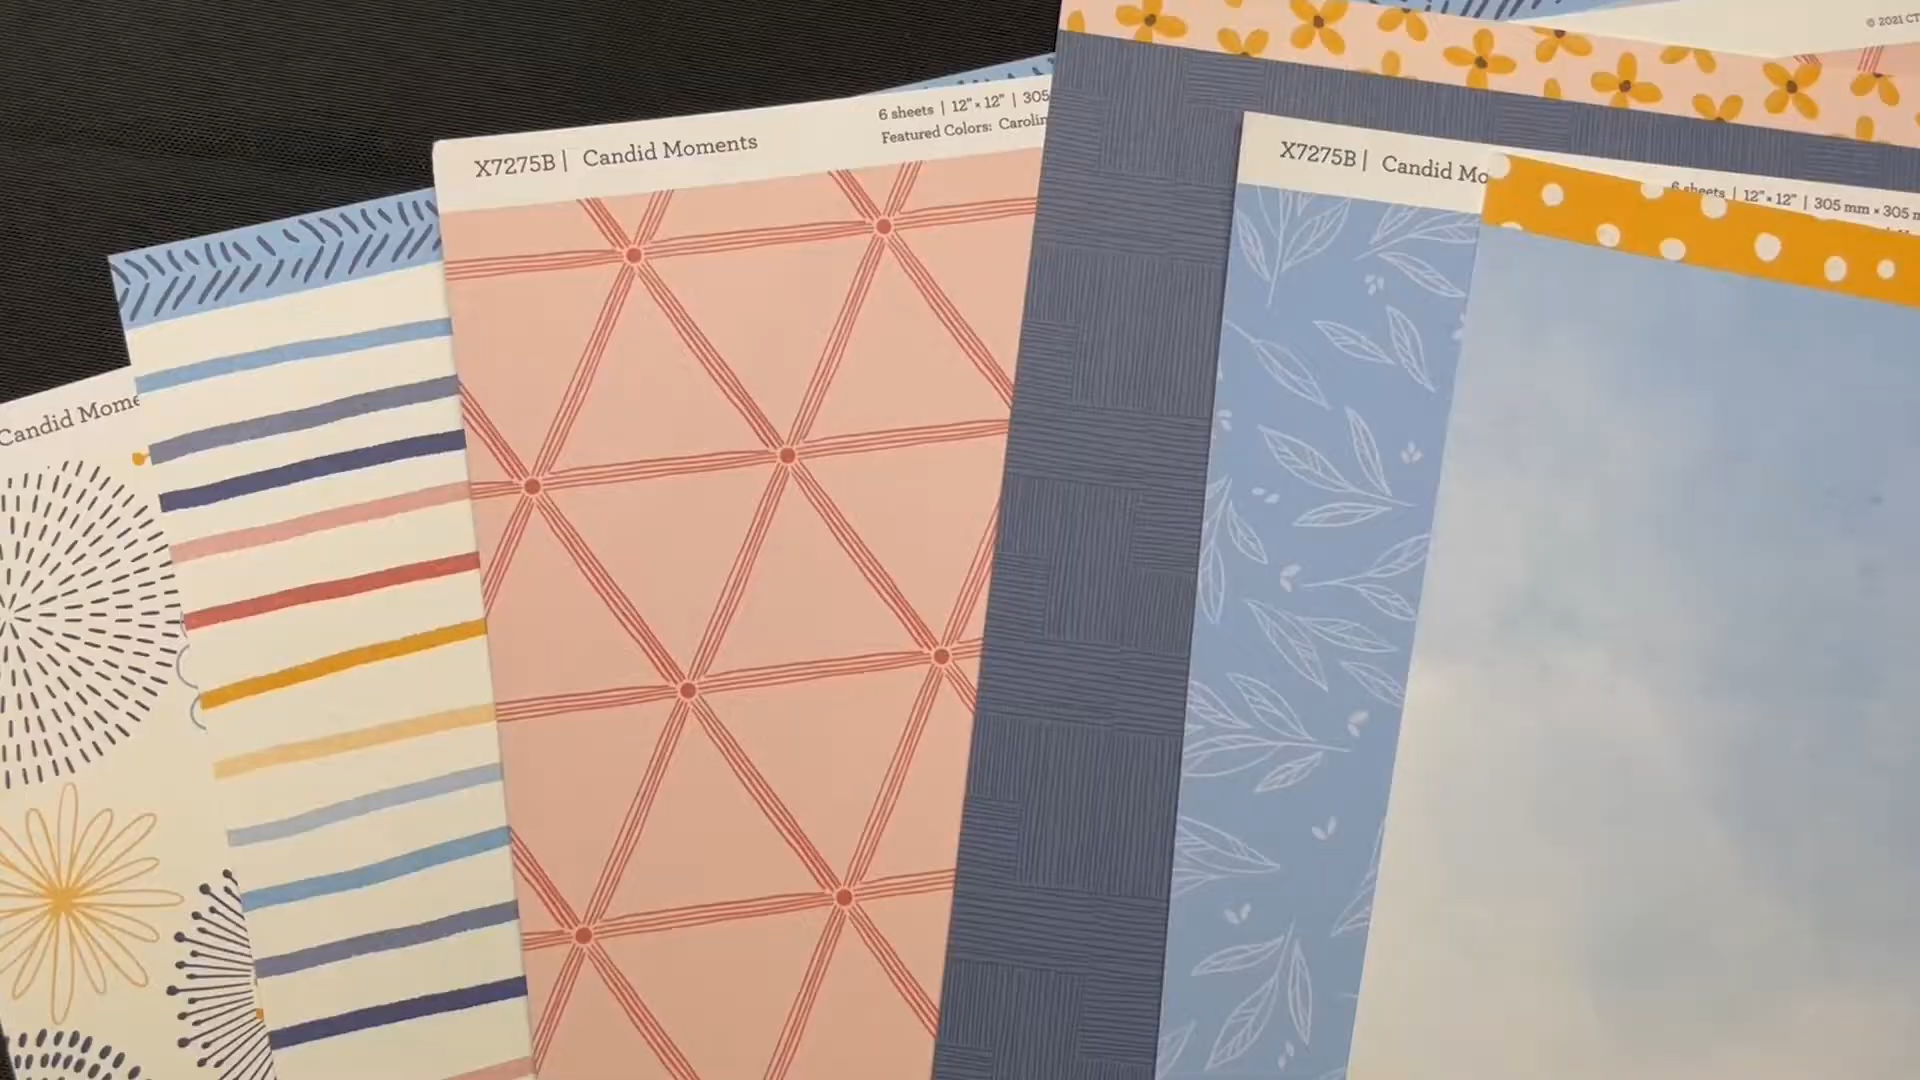 © 2021 CT
6 sheets | 12" × 12" | 305
X7275B | Candid Moments
Featured Colors: Carolin
X7275B | Candid Mo
6 sheets | 12" × 12" | 305 mm × 305 m
Candid Mome